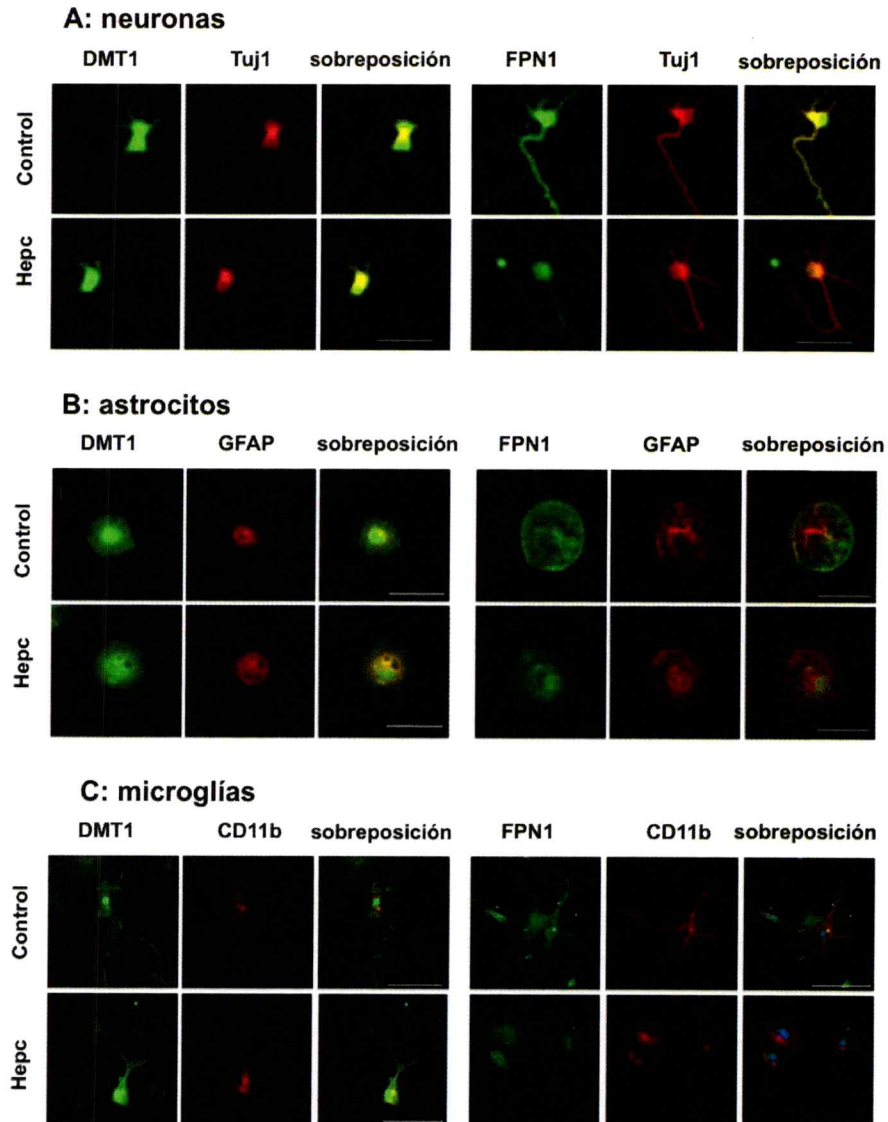 A: neuronas
DMT1 Tuj1 sobreposición FPN1 Tuj1 sobreposición
Control
Hepc
B: astrocitos
DMT1 GFAP sobreposición FPN1 GFAP sobreposición
Control
Hepc
C: microglías
DMT1 CD11b sobreposición FPN1 CD11b sobreposición
Control
Hepc